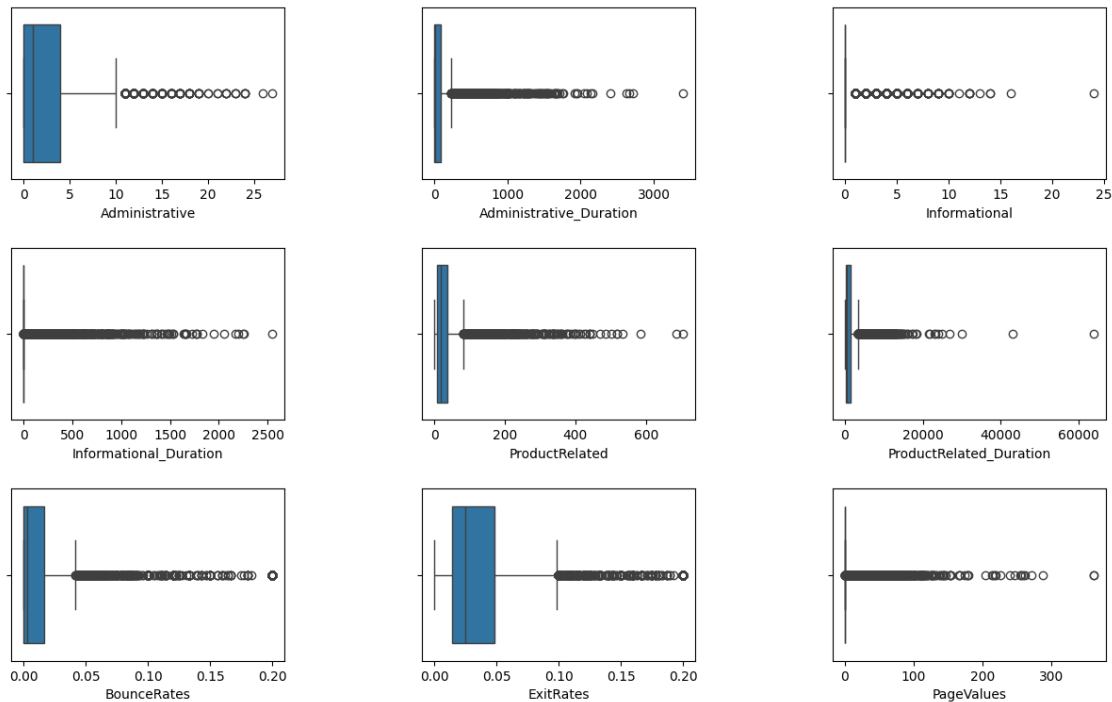 0 5 10 15 20 25
Administrative
0 1000 2000 3000
Administrative_Duration
0 5 10 15 20 25
Informational
0 500 1000 1500 2000 2500
Informational_Duration
0 200 400 600
ProductRelated
0 20000 40000 60000
ProductRelated_Duration
0.00 0.05 0.10 0.15 0.20
BounceRates
0.00 0.05 0.10 0.15 0.20
ExitRates
0 100 200 300
PageValues